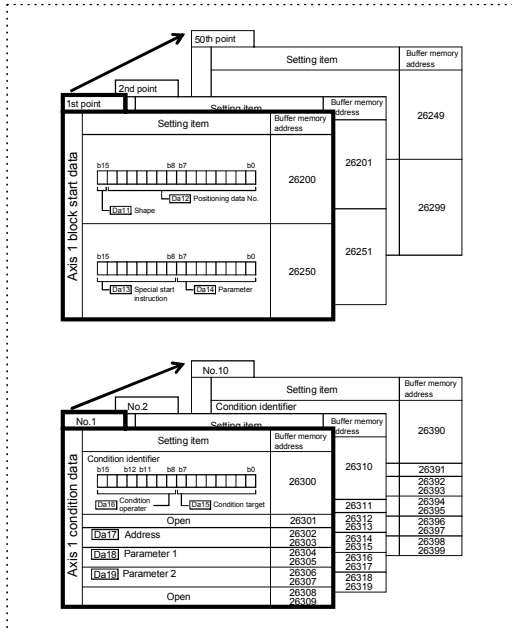 50th point
Setting item
Buffer memory
address
2nd point
1st point
Setting item
Buffer memory
address
26249
Setting item
Buffer memory
address
26201
b15 b8 b7 b0
26200
Da12 Positioning data No.
Da11 Shape
26299
Axis 1 block start data
26251
b15 b8 b7 b0
26250
Da13 Special start
instruction
Da14 Parameter
No.10
Setting item
Buffer memory
address
No.2
Condition identifier
No.1
Setting item
Buffer memory
address
26390
Setting item
Buffer memory
address
Condition identifier
b15 b12 b11 b8 b7 b0
26300
26310
Da16 Condition
operater
Da15 Condition target
26391
26392
26393
26394
26395
26396
26397
26398
26399
26311
26312
26313
26314
26315
26316
26317
26318
26319
Axis 1 condition data
Open 26301
Da17 Address 26302
26303
Da18 Parameter 1 26304
26305
Da19 Parameter 2 26306
26307
Open 26308
26309